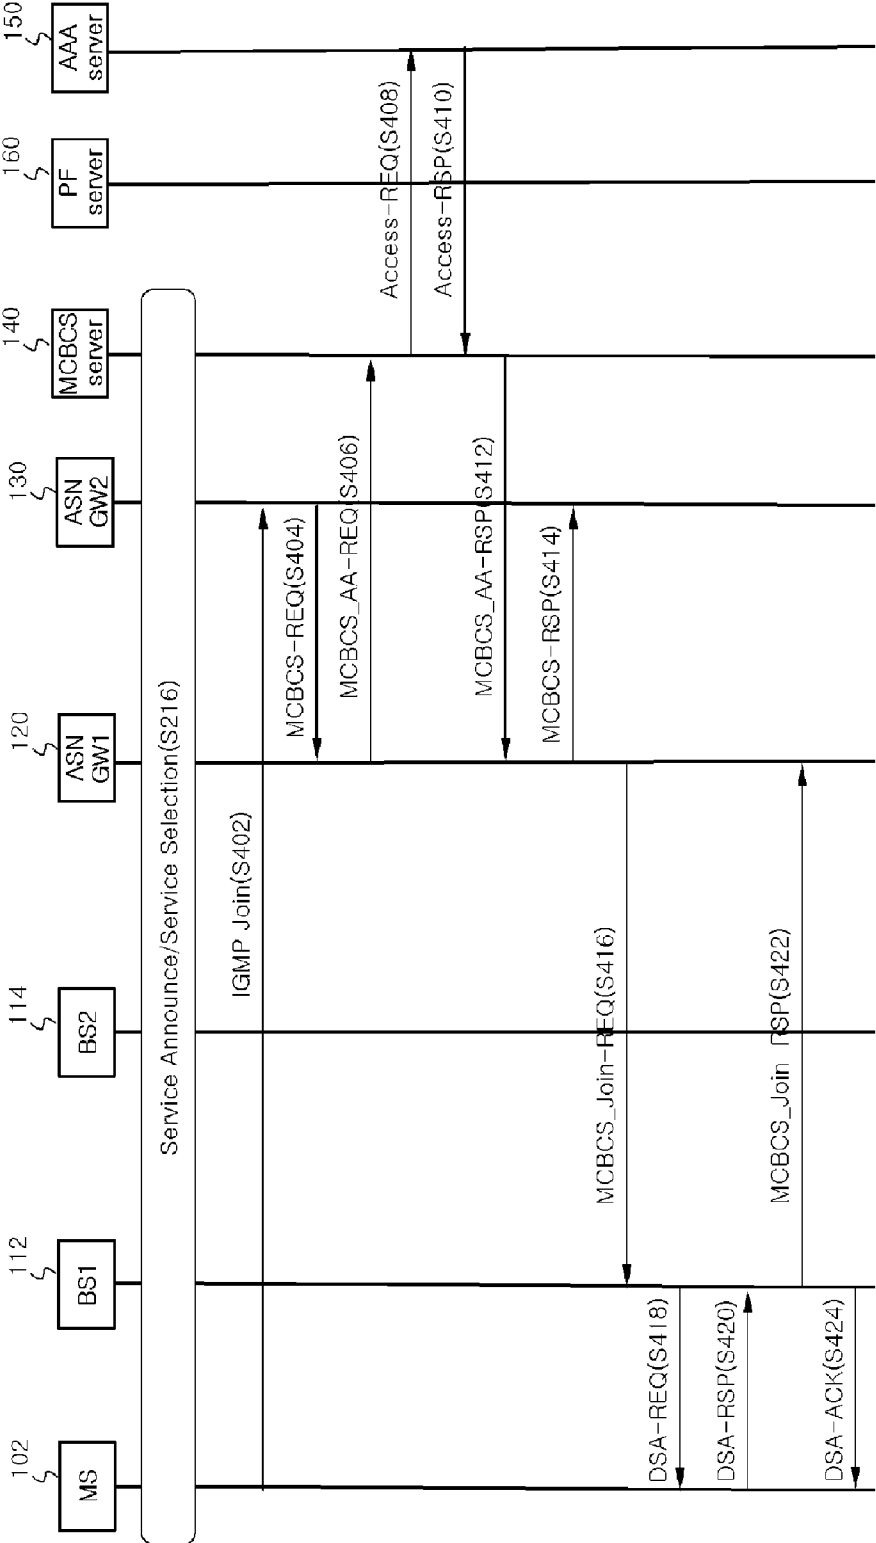 102
112
114
120
130
140
160
150
MS
BS1
BS2
ASN
GW1
ASN
GW2
MCBCS
server
PF
server
AAA
server
Service Announce/Service Selection(S216)
IGMP Join(S402)
MCBCS-REQ(S404)
MCBCS_AA-REQ(S406)
Access-REQ(S408)
Access-RSP(S410)
MCBCS_AA-RSP(S412)
MCBCS-RSP(S414)
MCBCS_Join-REQ(S416)
DSA-REQ(S418)
DSA-RSP(S420)
MCBCS_Join RSP(S422)
DSA-ACK(S424)